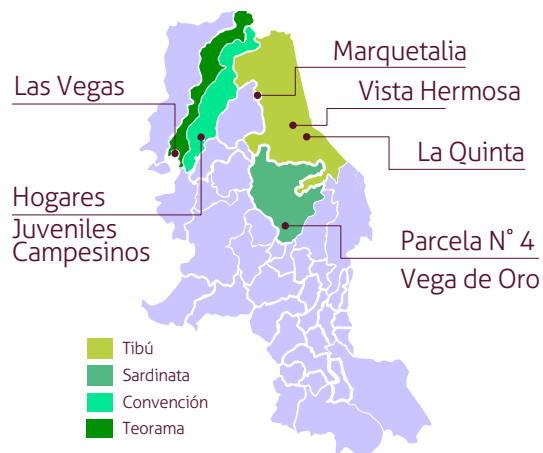 Marquetalia
Las Vegas
Vista Hermosa
La Quinta
Hogares
Juveniles
Campesinos
Parcela N° 4
Vega de Oro
Tibú
Sardinata
Convención
Teorama